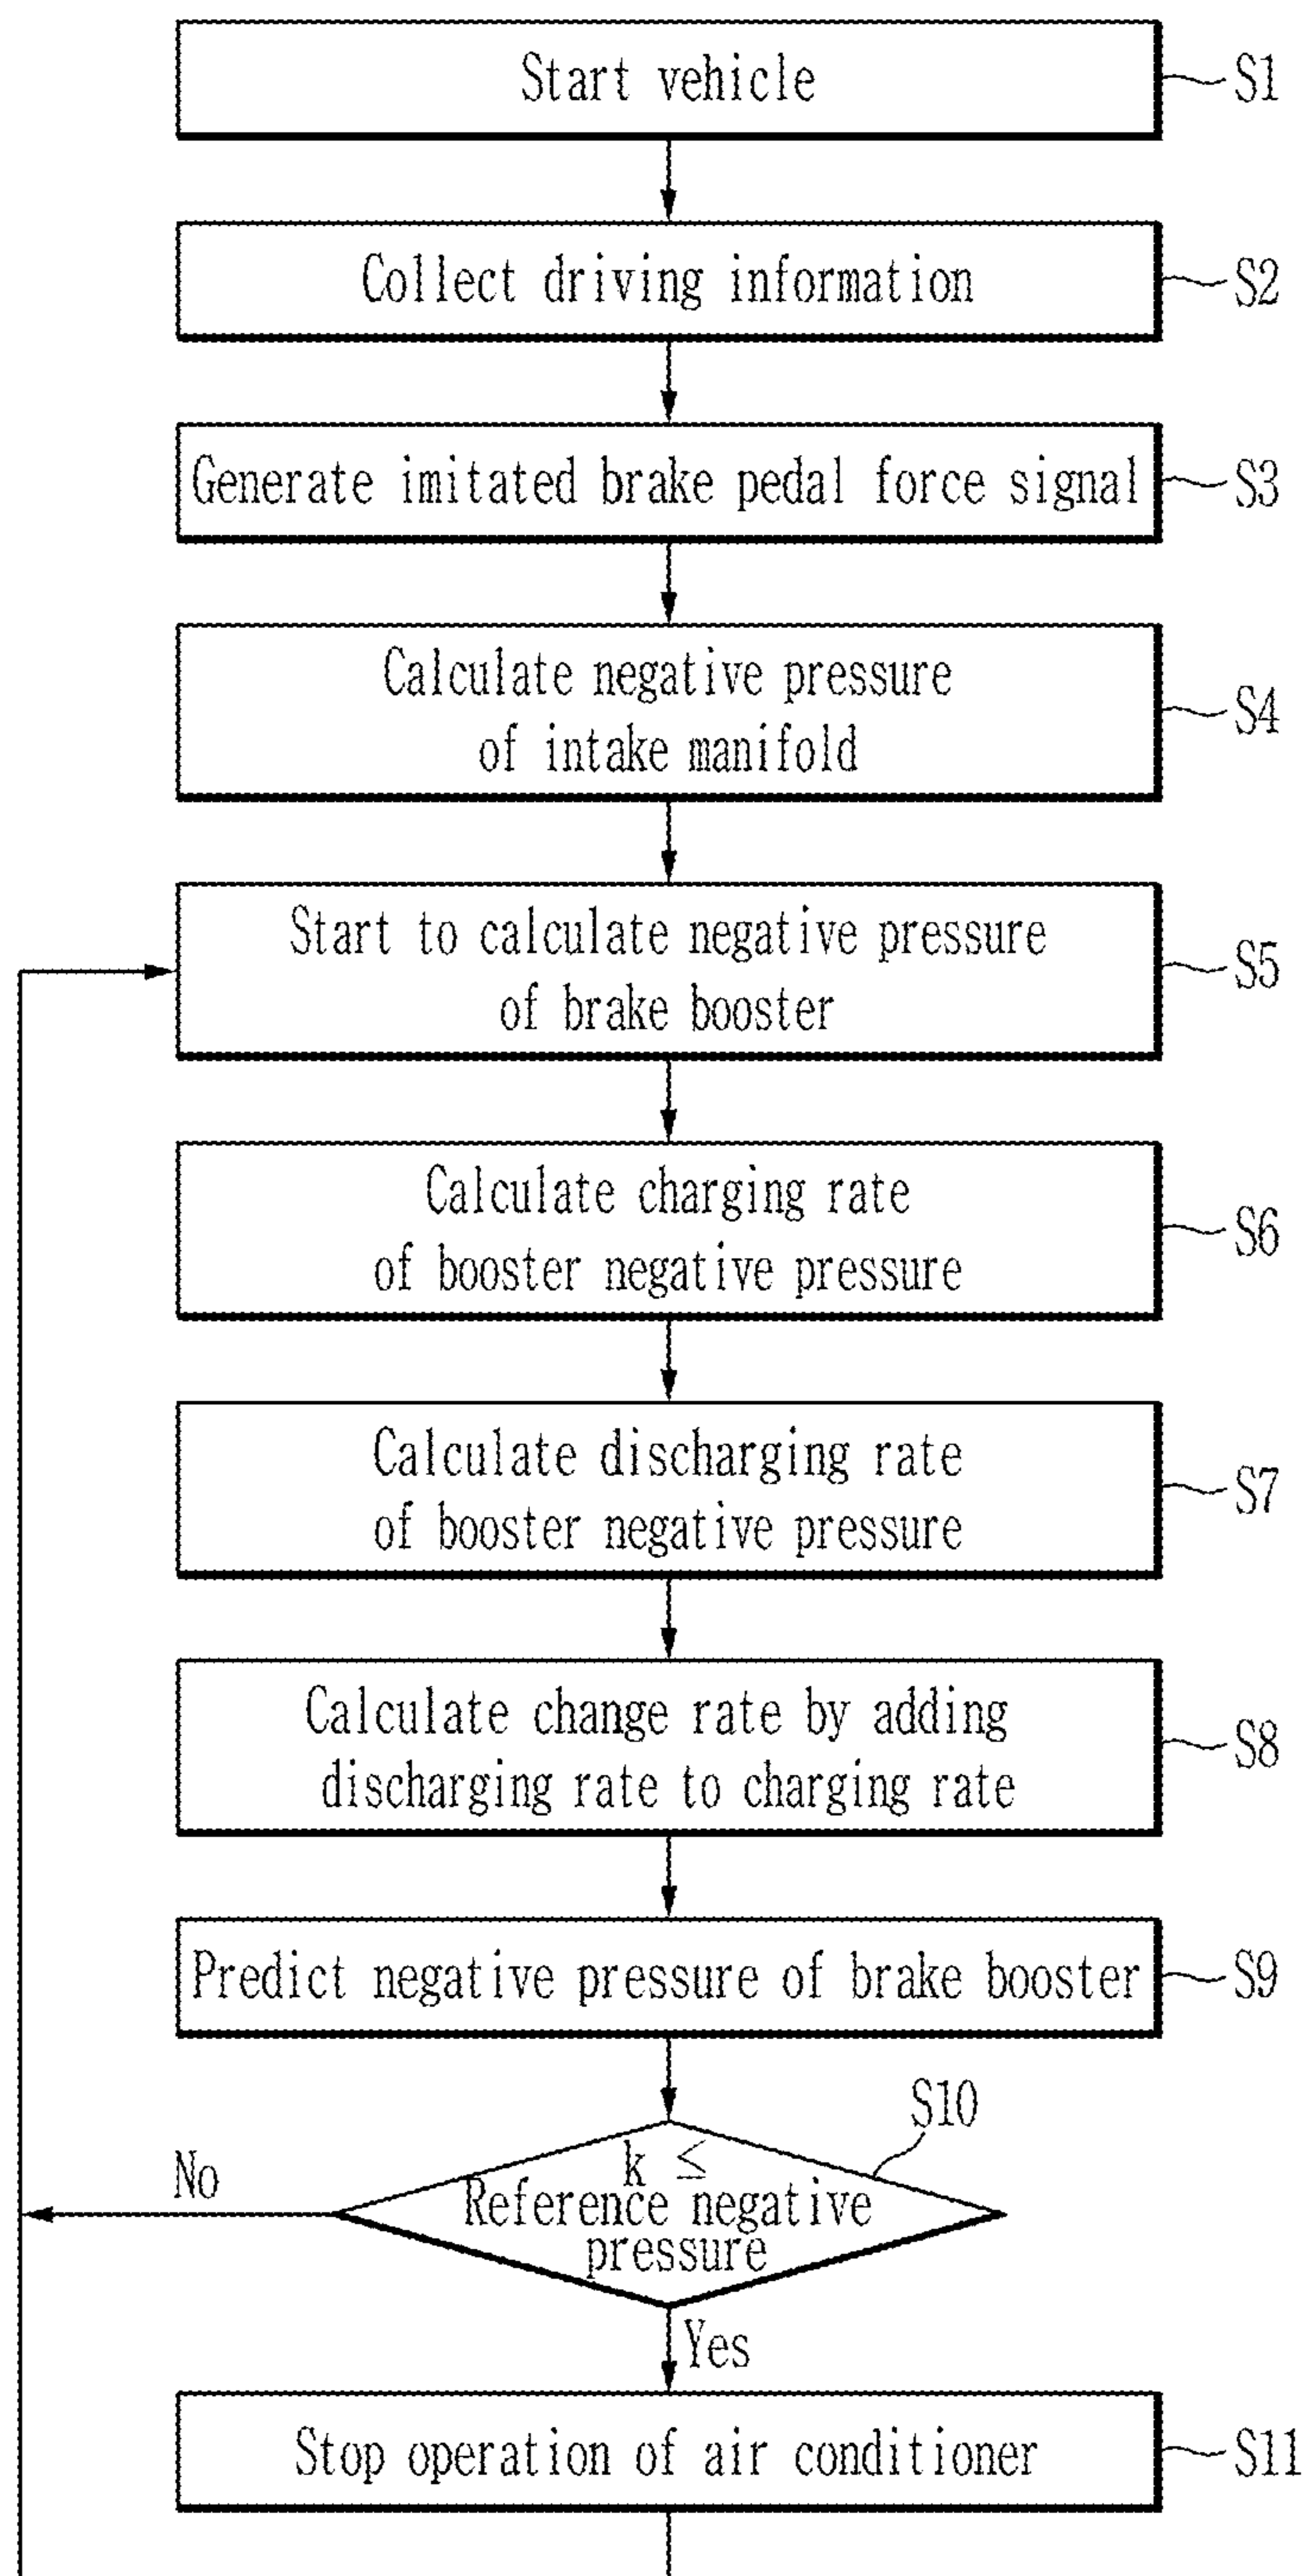 Start vehicle
S1
Collect driving information
S2
Generate imitated brake pedal force signal
S3
Calculate negative pressure
of intake manifold
S4
Start to calculate negative pressure
of brake booster
S5
Calculate charging rate
of booster negative pressure
S6
Calculate discharging rate
of booster negative pressure
S7
Calculate change rate by adding
discharging rate to charging rate
S8
Predict negative pressure of brake booster
S9
S10
k ≤
Reference negative
pressure
No
Yes
Stop operation of air conditioner
S11